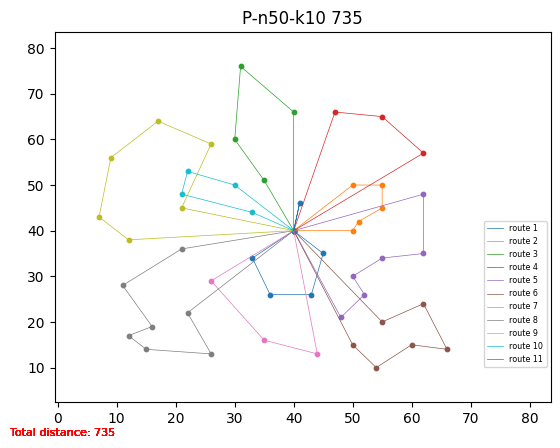 P-n50-k10 735
80
70
60
50
40
30
20
10
0 10 20 30 40 50 60 70 80
route 1
route 2
route 3
route 4
route 5
route 6
route 7
route 8
route 9
route 10
route 11
Total distance: 735